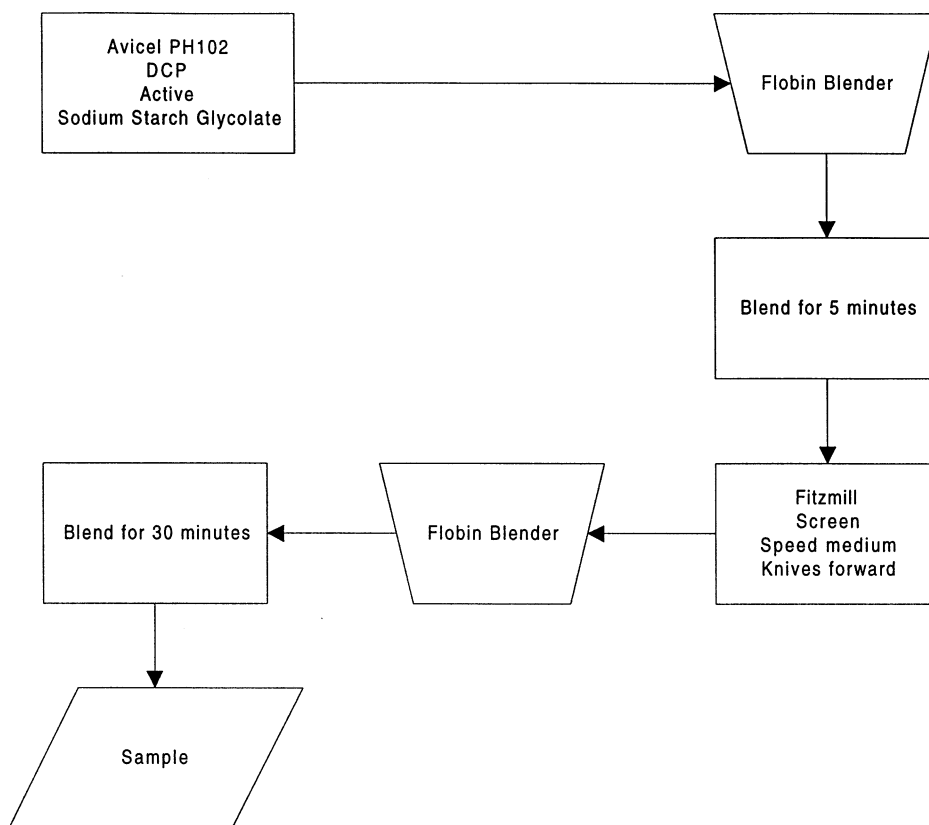 Avicel PH102
DCP
Active
Sodium Starch Glycolate
Flobin Blender
Blend for 5 minutes
Fitzmill
Screen
Speed medium
Knives forward
Flobin Blender
Blend for 30 minutes
Sample